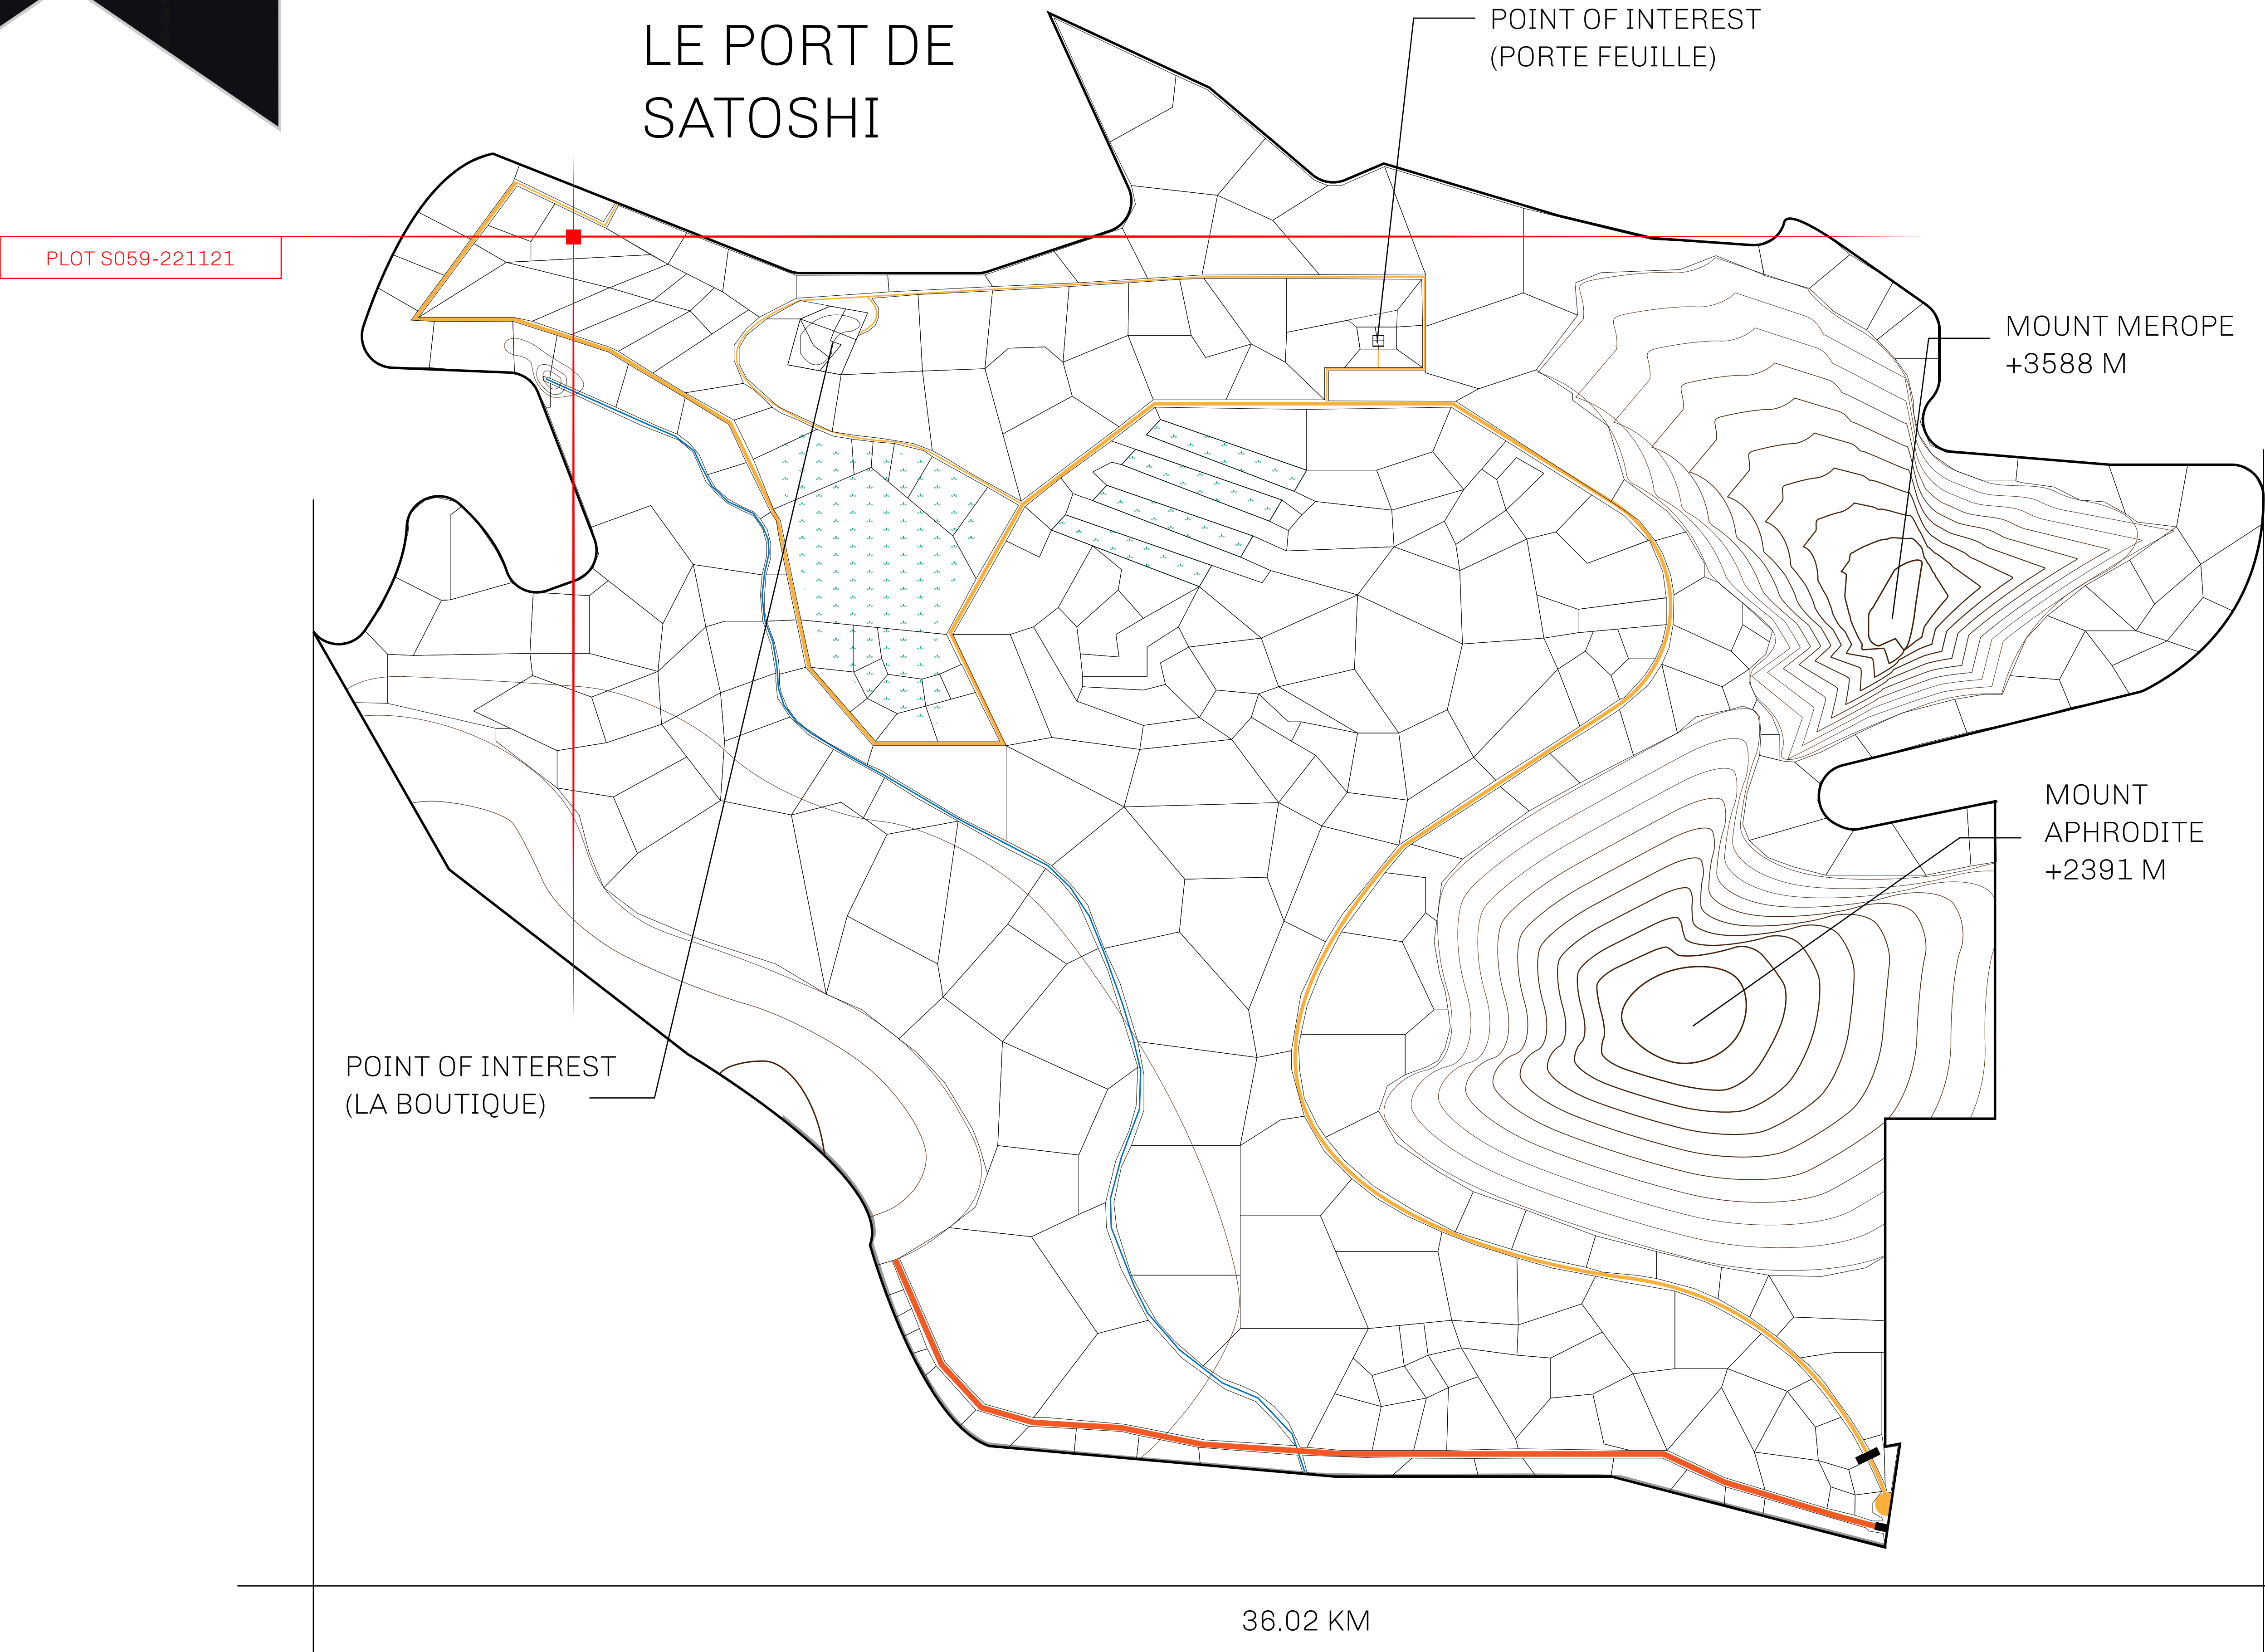 LE PORT DE
SATOSHI
POINT OF INTEREST
(PORTE FEUILLE)
PLOT S059-221121
MOUNT MEROPE
+3588 M
MOUNT
APHRODITE
+2391 M
POINT OF INTEREST
(LA BOUTIQUE)
36.02 KM